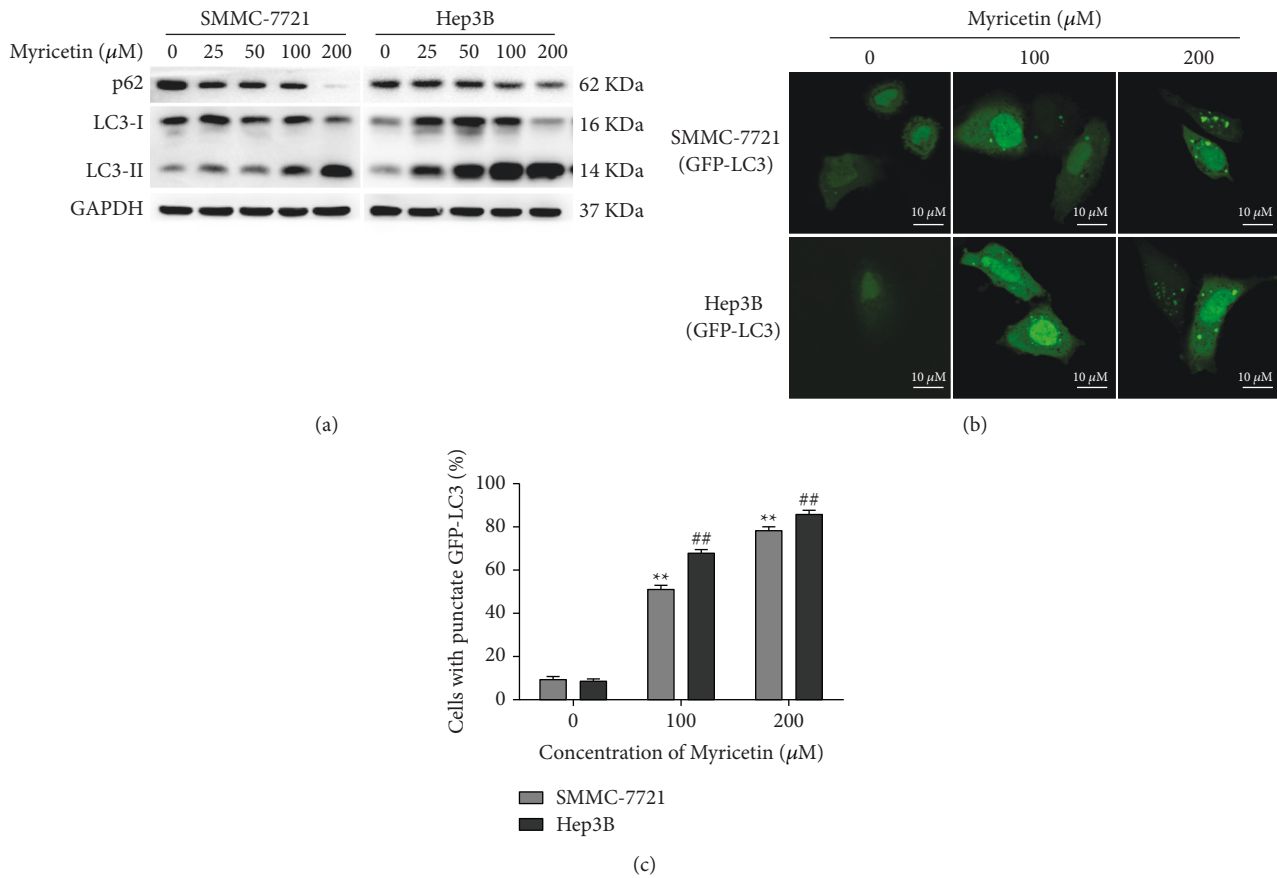 SMMC-7721 Hep3B
Myricetin (μM) 0 25 50 100 200 0 25 50 100 200
p62 62 KDa
LC3-I 16 KDa
LC3-II 14 KDa
GAPDH 37 KDa
(a)
Myricetin (μM)
0 100 200
SMMC-7721
(GFP-LC3)
10 μM 10 μM 10 μM
Hep3B
(GFP-LC3)
10 μM 10 μM 10 μM
(b)
Cells with punctate GFP-LC3 (%)
100
80
60
40
20
0
** ## ** ##
0 100 200
Concentration of Myricetin (μM)
SMMC-7721
Hep3B
(c)